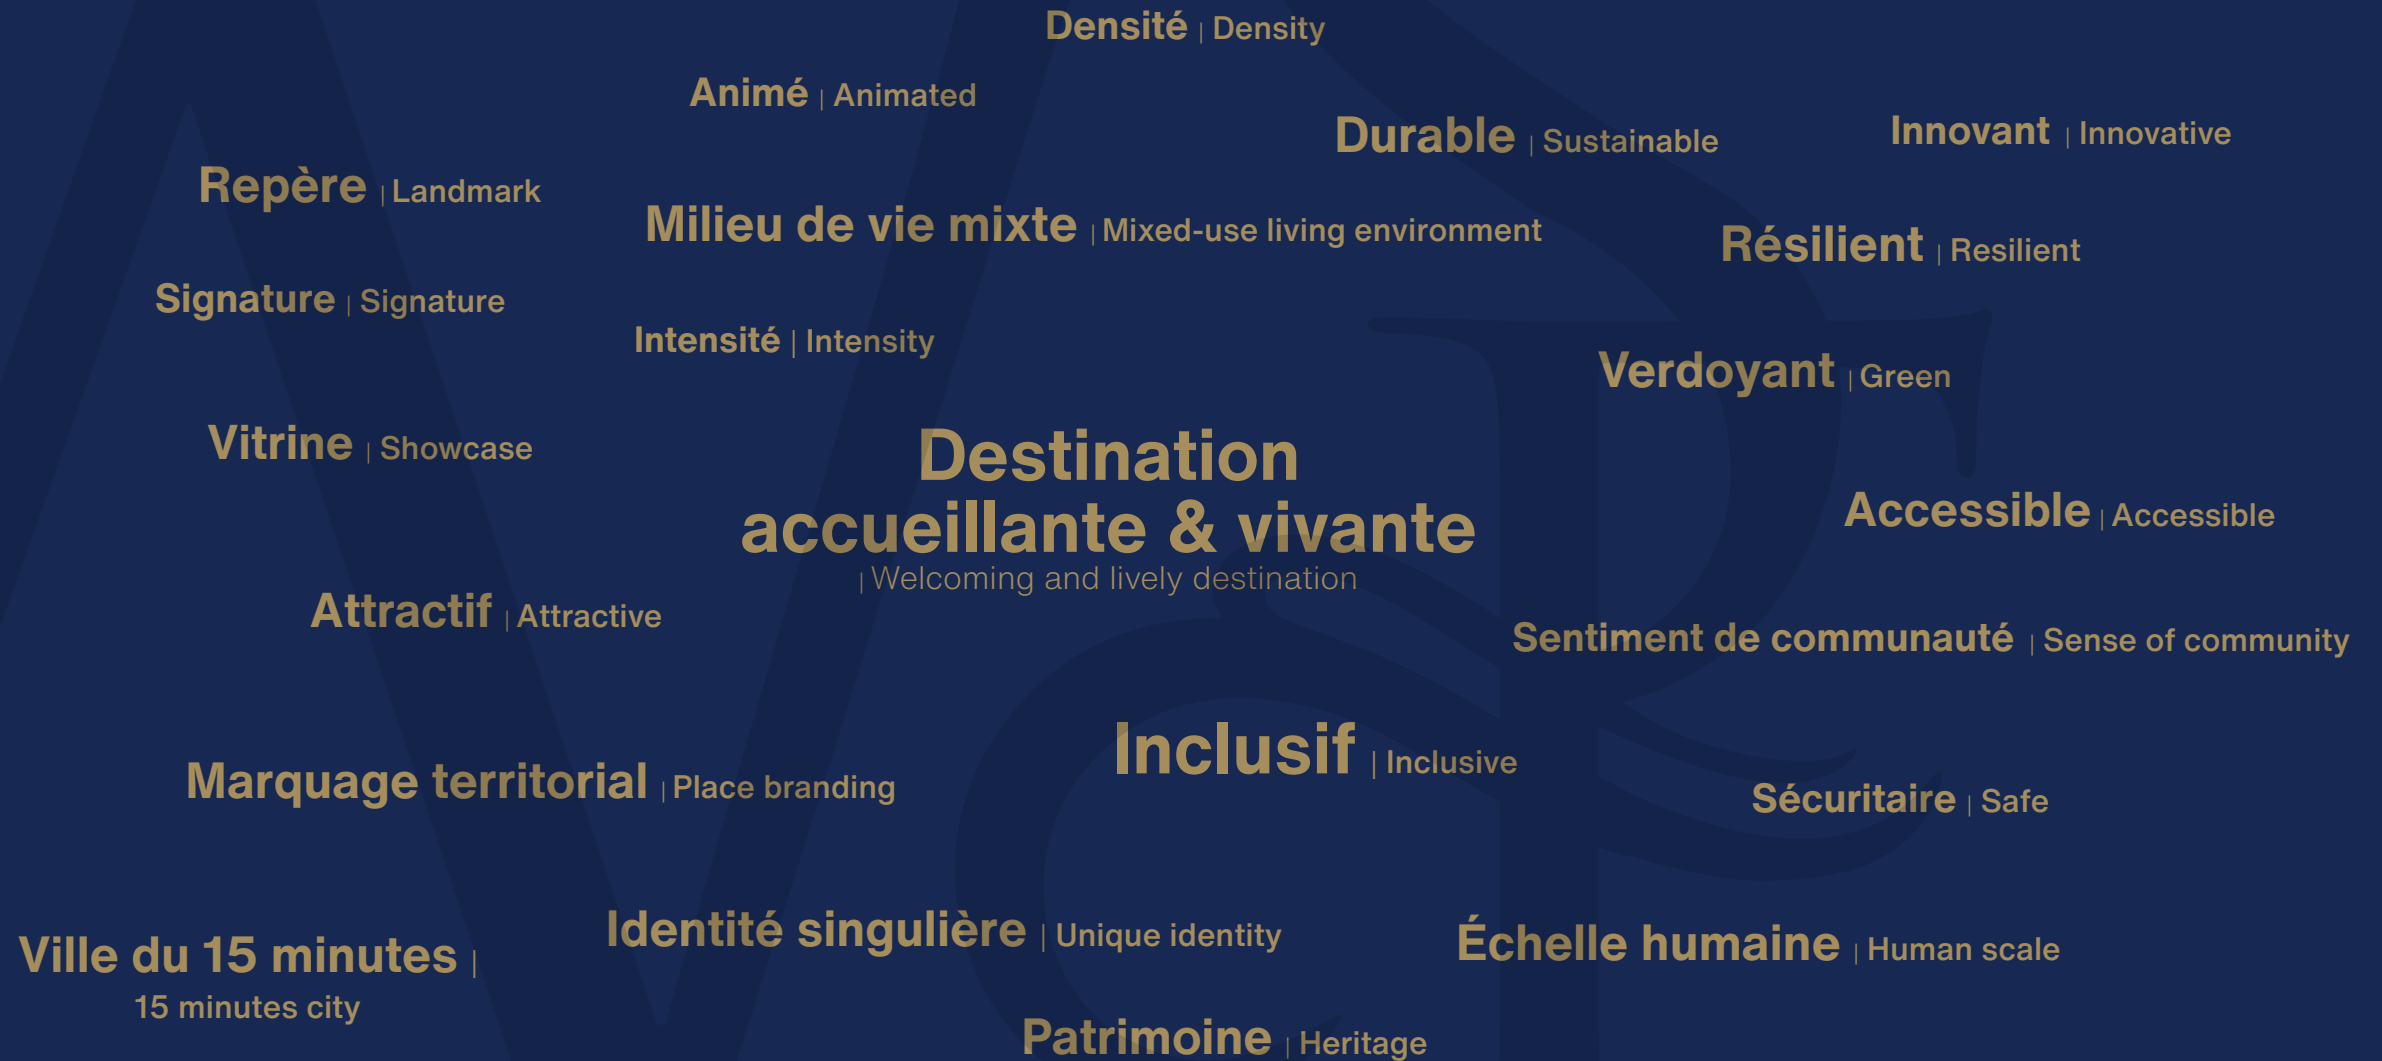 Densité | Density
Animé | Animated
Durable | Sustainable
Innovant | Innovative
Repère | Landmark
Milieu de vie mixte | Mixed-use living environment
Résilient | Resilient
Signature | Signature
Intensité | Intensity
Verdoyant | Green
Vitrine | Showcase
Destination
accueillante & vivante
| Welcoming and lively destination
Accessible | Accessible
Attractif | Attractive
Sentiment de communauté | Sense of community
Inclusif | Inclusive
Marquage territorial | Place branding
Sécuritaire | Safe
Identité singulière | Unique identity
Échelle humaine | Human scale
Ville du 15 minutes |
15 minutes city
Patrimoine | Heritage